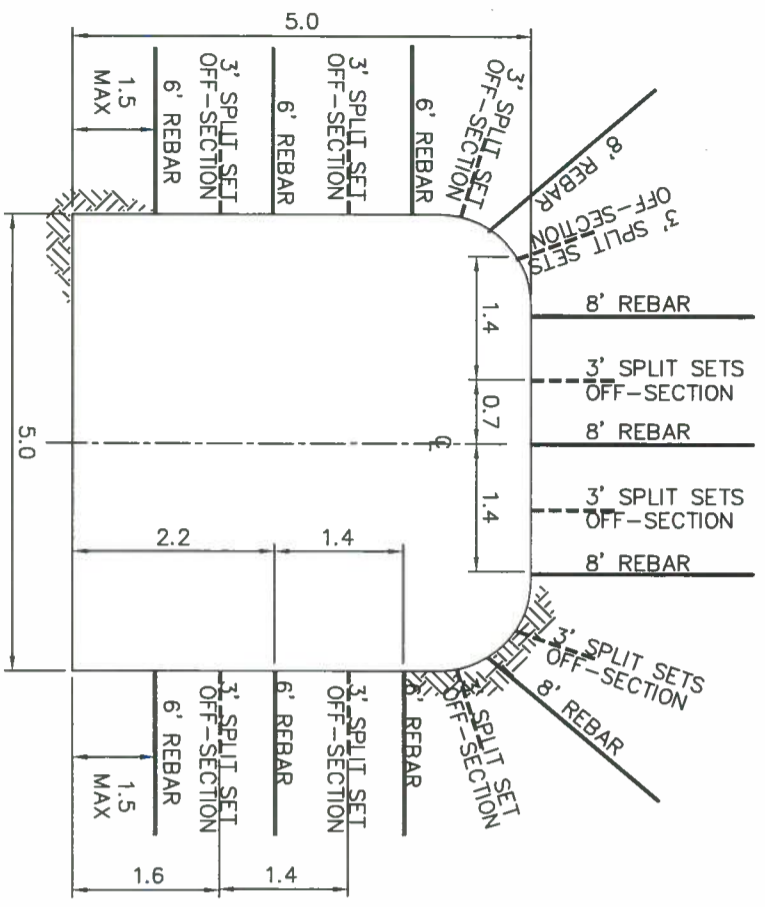 5.0
1.5
MAX
6' REBAR
3' SPLIT SET
OFF-SECTION
6' REBAR
3' SPLIT SET
OFF-SECTION
6' REBAR
3' SPLIT SET
OFF-SECTION
8' REBAR
3' SPLIT SETS
OFF-SECTION
8' REBAR
3' SPLIT SETS
OFF-SECTION
8' REBAR
3' SPLIT SETS
OFF-SECTION
8' REBAR
3' SPLIT SETS
OFF-SECTION
8' REBAR
1.4
0.7
1.4
℄
5.0
2.2
1.4
1.5
MAX
6' REBAR
3' SPLIT SET
OFF-SECTION
6' REBAR
3' SPLIT SET
OFF-SECTION
REBAR
SPLIT SET
OFF-SECTION
1.6
1.4